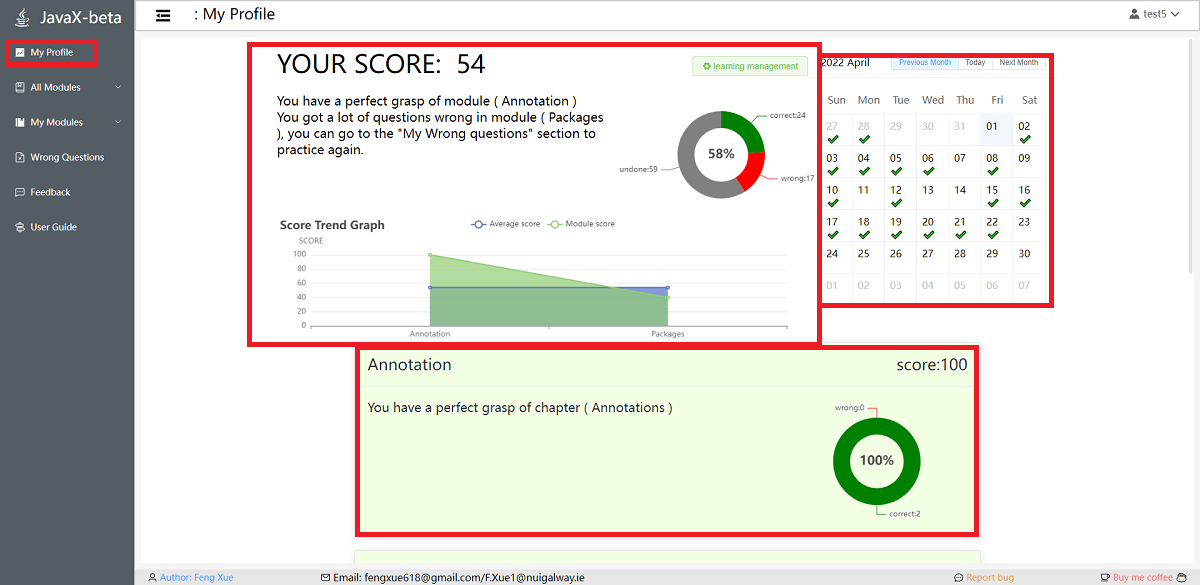 JavaX-beta
: My Profile
test5
My Profile
All Modules
My Modules
Wrong Questions
Feedback
User Guide
YOUR SCORE: 54
learning management
You have a perfect grasp of module ( Annotation )
You got a lot of questions wrong in module ( Packages
), you can go to the "My Wrong questions" section to
practice again.
correct:24
58%
undone:59
wrong:17
Score Trend Graph
Average score
Module score
SCORE
100
80
60
40
20
0
Annotation
Packages
2022 April
Previous Month
Today
Next Month
Sun Mon Tue Wed Thu Fri Sat
27 28 29 30 31 01 02
03 04 05 06 07 08 09
10 11 12 13 14 15 16
17 18 19 20 21 22 23
24 25 26 27 28 29 30
01 02 03 04 05 06 07
Annotation
score:100
You have a perfect grasp of chapter ( Annotations )
wrong:0
100%
correct:2
Author: Feng Xue
Email: fengxue618@gmail.com/F.Xue1@nuigalway.ie
Report bug
Buy me coffee